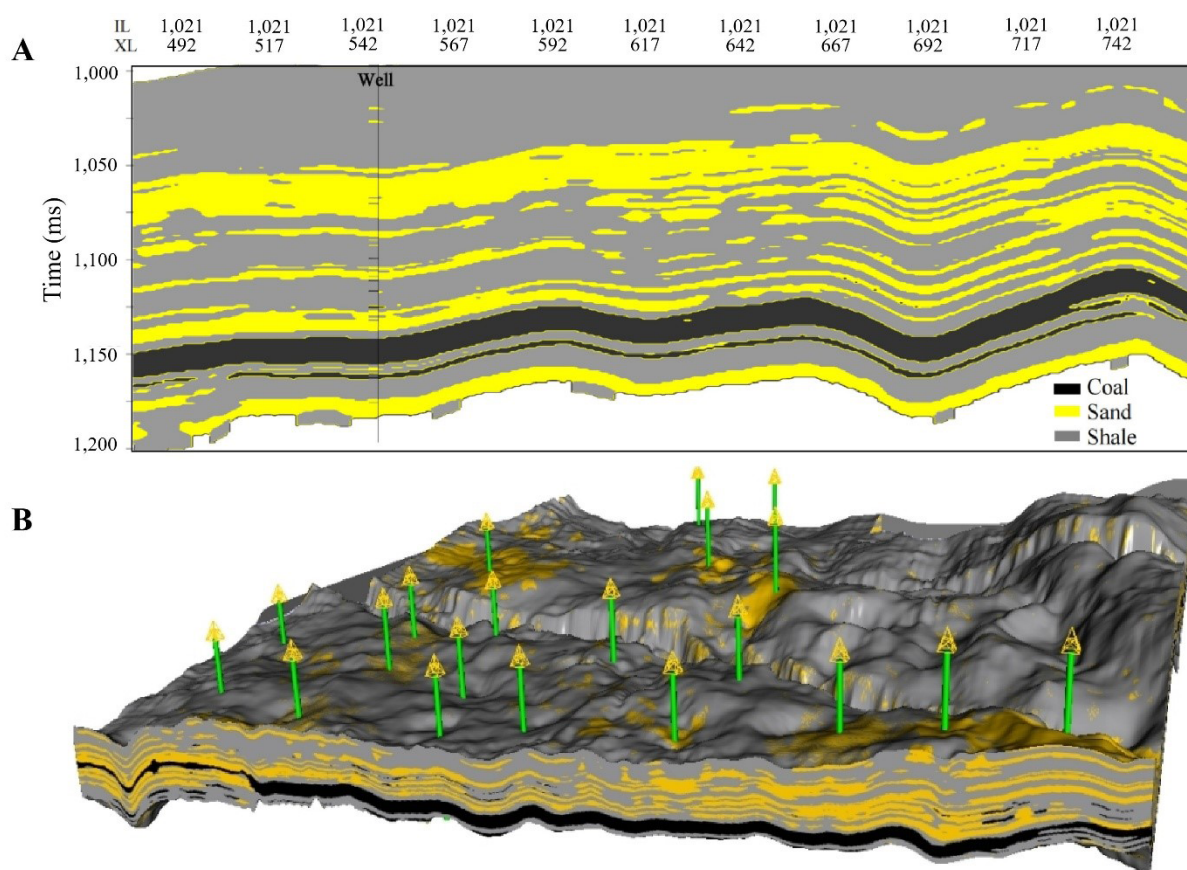 IL 1,021 1,021 1,021 1,021 1,021 1,021 1,021 1,021 1,021 1,021 1,021
XL 492 517 542 567 592 617 642 667 692 717 742
A
Well
1,000
1,050
1,100
1,150
1,200
Time (ms)
Coal
Sand
Shale
B